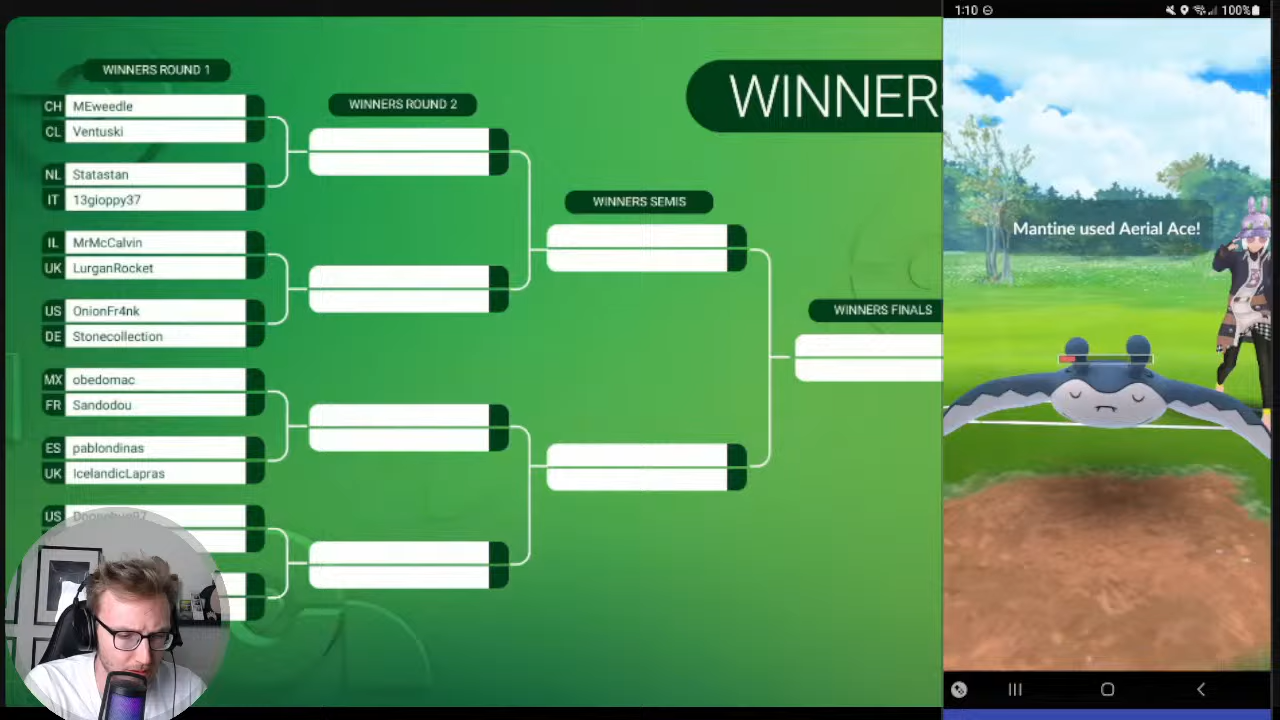 WINNERS ROUND 1
CH MEweedle
CL Ventuski
NL Statastan
IT 13gioppy37
IL MrMcCalvin
UK LurganRocket
US OnionFr4nk
DE Stonecollection
MX obedomac
FR Sandodou
ES pablondinas
UK IcelandicLapras
US
WINNERS ROUND 2
WINNERS SEMIS
WINNERS FINALS
WINNER
1:10
100%
Mantine used Aerial Ace!